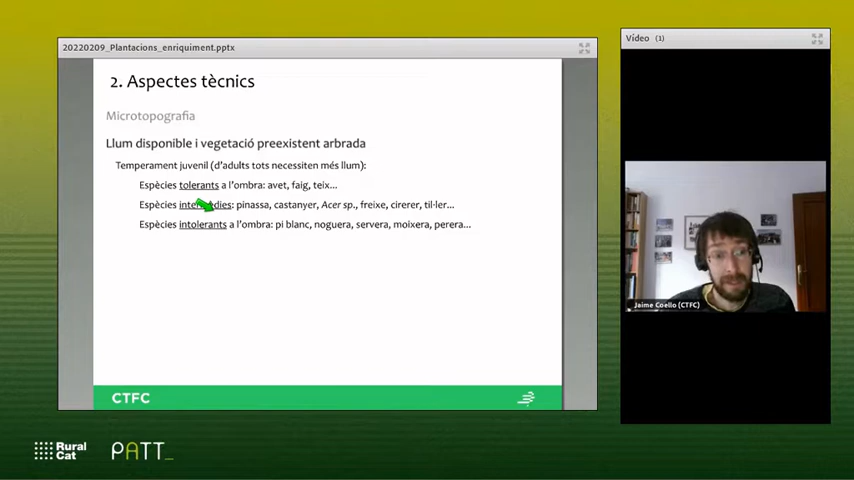 20220209_Plantacions_enriquiment.pptx
Vídeo (1)
2. Aspectes tècnics
Microtopografia
Llum disponible i vegetació preexistent arbrada
Temperament juvenil (d'adults tots necessiten més llum):
Espècies tolerants a l'ombra: avet, faig, teix...
Espècies intermèdies: pinassa, castanyer, Acer sp., freixe, cirerer, til·ler...
Espècies intolerants a l'ombra: pi blanc, noguera, servera, moixera, perera...
Jaime Coello (CTFC)
CTFC
Rural
Cat
PATT_